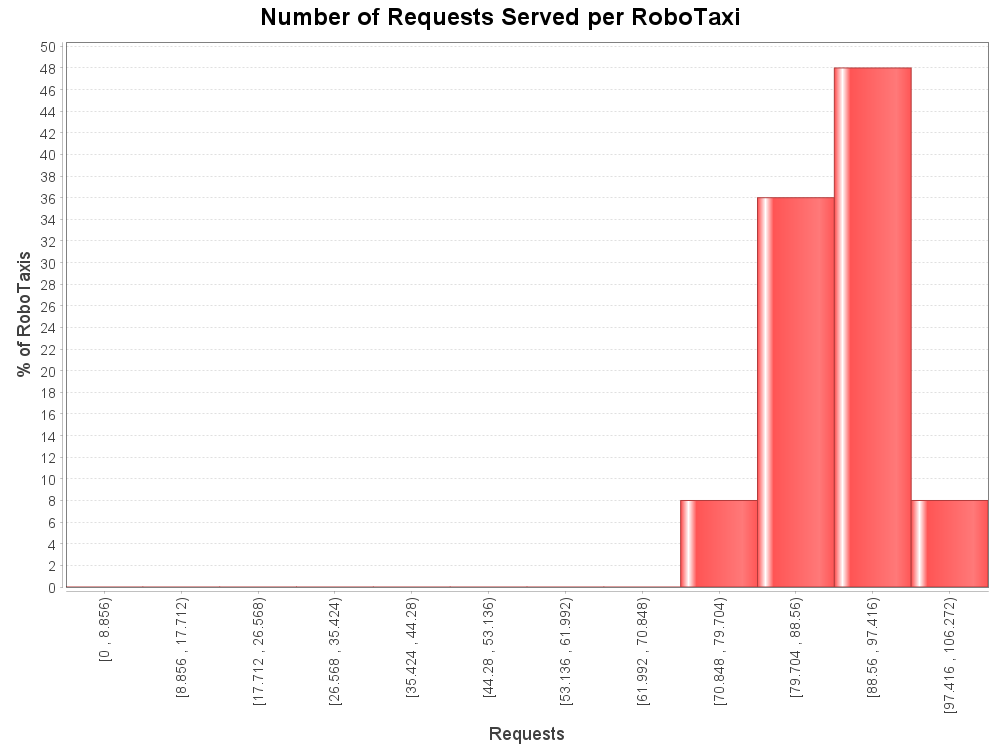 Number of Requests Served per RoboTaxi
% of RoboTaxis
50
48
46
44
42
40
38
36
34
32
30
28
26
24
22
20
18
16
14
12
10
8
6
4
2
0
[0 , 8.856)
[8.856 , 17.712)
[17.712 , 26.568)
[26.568 , 35.424)
[35.424 , 44.28)
[44.28 , 53.136)
[53.136 , 61.992)
[61.992 , 70.848)
[70.848 , 79.704)
[79.704 , 88.56)
[88.56 , 97.416)
[97.416 , 106.272)
Requests